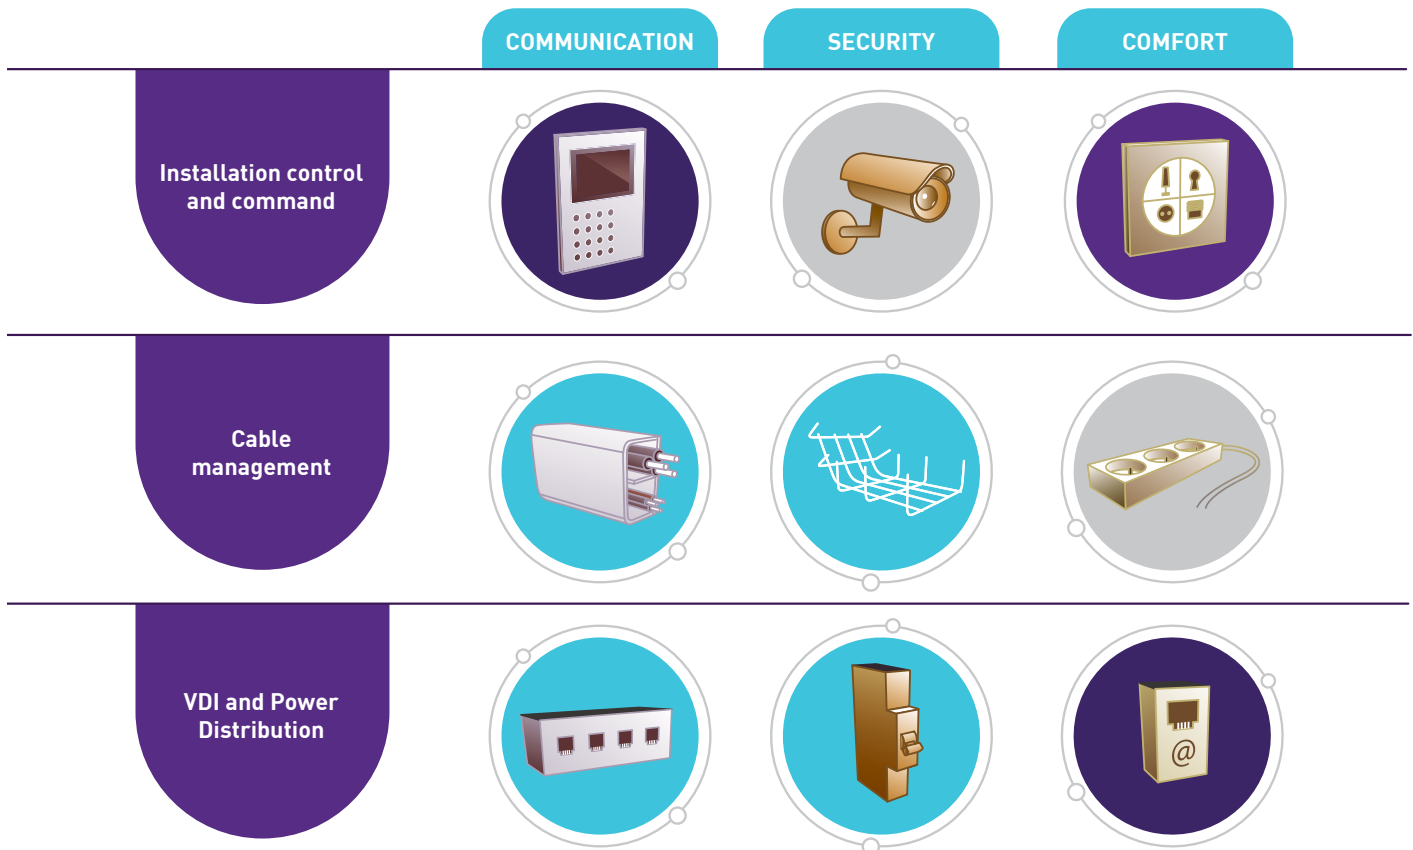 COMMUNICATION
SECURITY
COMFORT
Installation control
and command
Cable
management
VDI and Power
Distribution
@